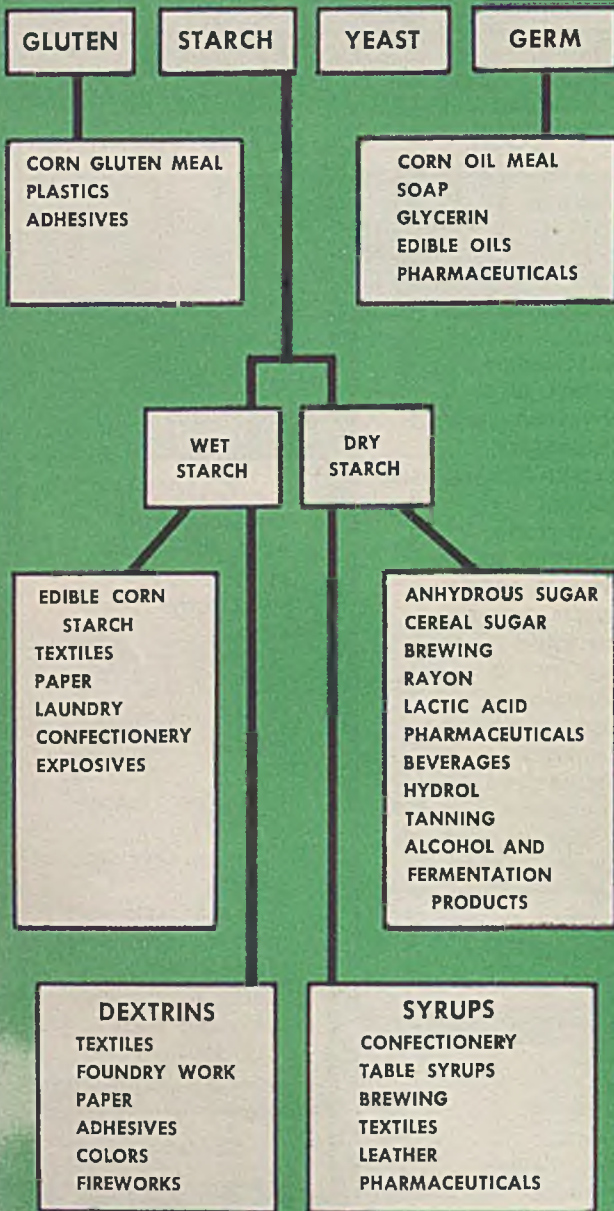 GLUTEN
STARCH
YEAST
GERM
CORN GLUTEN MEAL
PLASTICS
ADHESIVES
CORN OIL MEAL
SOAP
GLYCERIN
EDIBLE OILS
PHARMACEUTICALS
WET
STARCH
DRY
STARCH
EDIBLE CORN
STARCH
TEXTILES
PAPER
LAUNDRY
CONFECTIONERY
EXPLOSIVES
ANHYDROUS SUGAR
CEREAL SUGAR
BREWING
RAYON
LACTIC ACID
PHARMACEUTICALS
BEVERAGES
HYDROL
TANNING
ALCOHOL AND
FERMENTATION
PRODUCTS
DEXTRINS
TEXTILES
FOUNDRY WORK
PAPER
ADHESIVES
COLORS
FIREWORKS
SYRUPS
CONFECTIONERY
TABLE SYRUPS
BREWING
TEXTILES
LEATHER
PHARMACEUTICALS